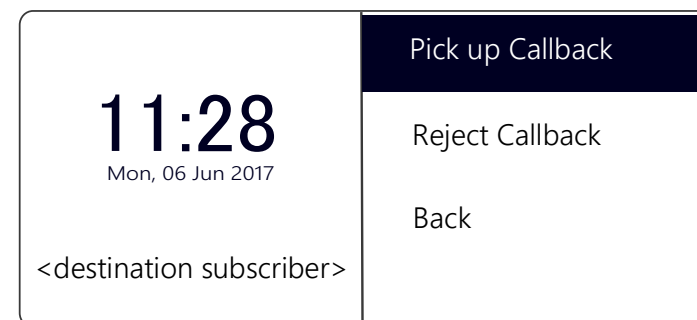 11:28
Mon, 06 Jun 2017
<destination subscriber>
Pick up Callback
Reject Callback
Back